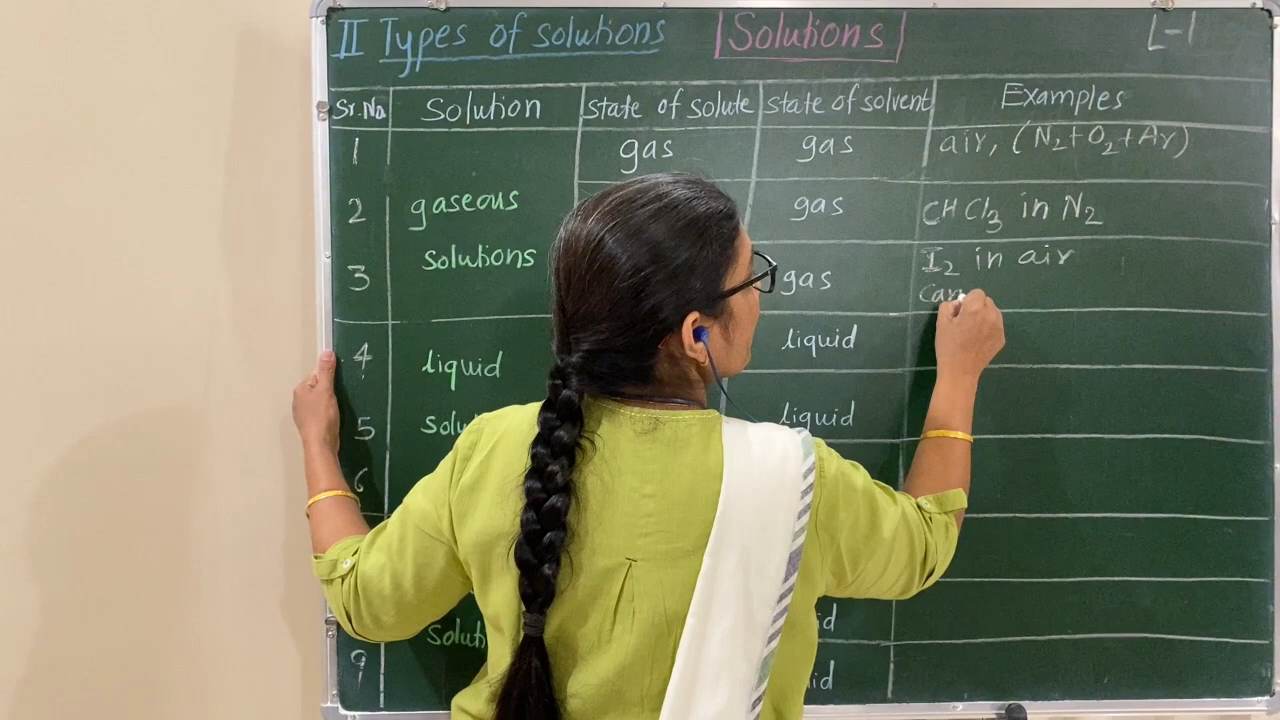 II Types of solutions Solutions L-1
Sr.No Solution state of solute state of solvent Examples
1 gas gas air, (N₂+O₂+Ar)
2 gaseous gas CHCl₃ in N₂
solutions I₂ in air
3 gas
4 liquid liquid
5 liquid
6
9